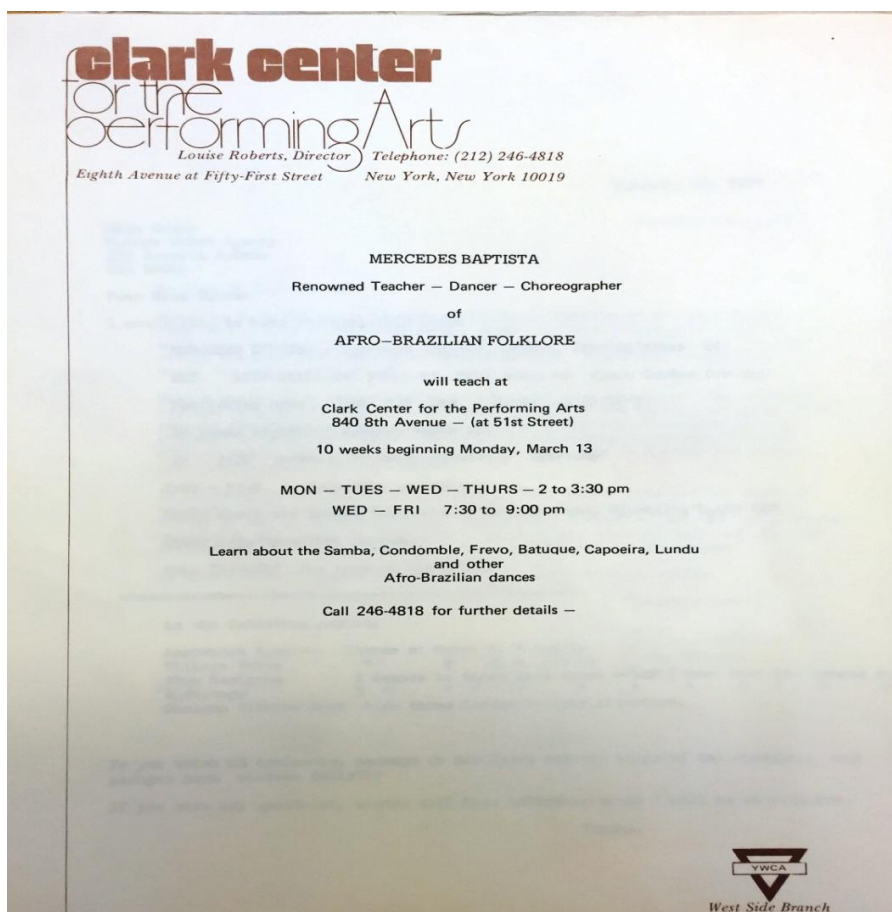 clark center
for the
performing Arts
Louise Roberts, Director Telephone: (212) 246-4818
Eighth Avenue at Fifty-First Street New York, New York 10019
MERCEDES BAPTISTA
Renowned Teacher — Dancer — Choreographer
of
AFRO—BRAZILIAN FOLKLORE
will teach at
Clark Center for the Performing Arts
840 8th Avenue — (at 51st Street)
10 weeks beginning Monday, March 13
MON — TUES — WED — THURS — 2 to 3:30 pm
WED — FRI 7:30 to 9:00 pm
Learn about the Samba, Condomble, Frevo, Batuque, Capoeira, Lundu
and other
Afro-Brazilian dances
Call 246-4818 for further details —
YWCA
West Side Branch